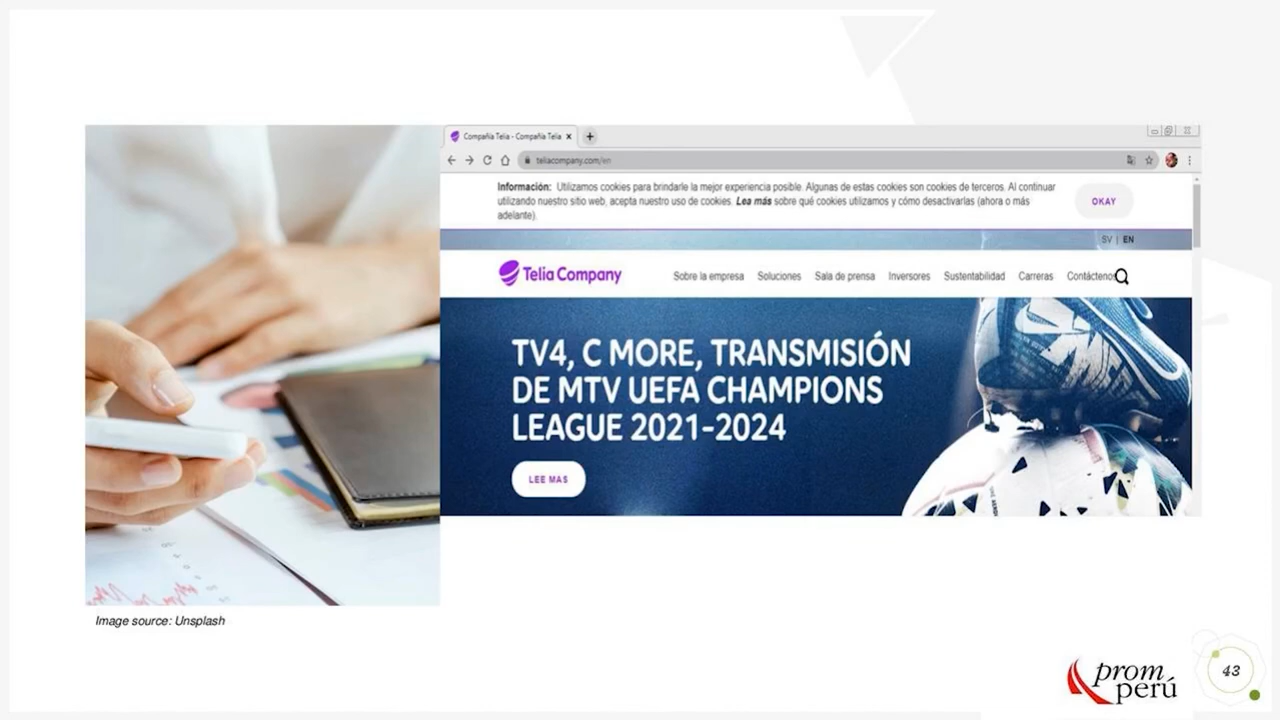 Compañía Telia - Compañía Telia
teliacompany.com/en
Información: Utilizamos cookies para brindarle la mejor experiencia posible. Algunas de estas cookies son cookies de terceros. Al continuar
utilizando nuestro sitio web, acepta nuestro uso de cookies. Lea más sobre qué cookies utilizamos y cómo desactivarlas (ahora o más
adelante).
OKAY
SV | EN
Telia Company
Sobre la empresa Soluciones Sala de prensa Inversores Sustentabilidad Carreras Contáctenos
TV4, C MORE, TRANSMISIÓN
DE MTV UEFA CHAMPIONS
LEAGUE 2021-2024
LEE MAS
Image source: Unsplash
prom
perú
43